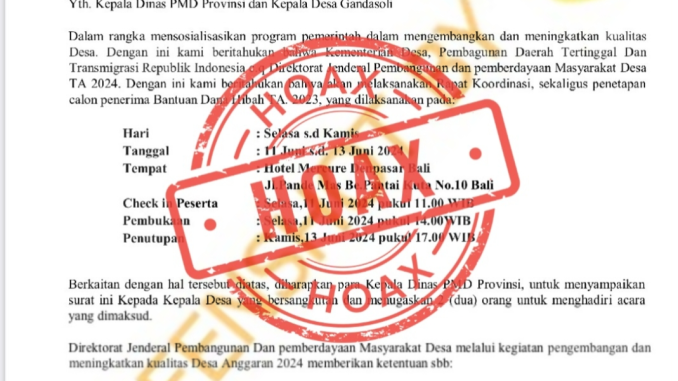 Yth. Kepala Dinas PMD Provinsi dan Kepala Desa Gandasoli
Dalam rangka mensosialisasikan program pemerintah dalam mengembangkan dan meningkatkan kualitas
Desa. Dengan ini kami beritahukan bahwa Kementerian Desa, Pembagunan Daerah Tertinggal Dan
Transmigrasi Republik Indonesia c.q Direktorat Jenderal Pembangunan dan pemberdayaan Masyarakat Desa
TA 2024. Dengan ini kami beritahukan bahwa akan melaksanakan Rapat Koordinasi, sekaligus penetapan
calon penerima Bantuan Dana Hibah TA. 2023, yang dilaksanakan pada:
Hari : Selasa s.d Kamis
Tanggal : 11 Juni s.d. 13 Juni 2024
Tempat : Hotel Mercure Denpasar Bali
Jl.Pande Mas Be.Pantai Kuta No.10 Bali
Check in Peserta : Selasa,11 Juni 2024 pukul 11.00 WIB
Pembukaan : Selasa,11 Juni 2024 pukul 14.00WIB
Penutupan : Kamis,13 Juni 2024 pukul 17.00 WIB
HOAX
HOAX
HOAX
Berkaitan dengan hal tersebut diatas, diharapkan para Kepala Dinas PMD Provinsi, untuk menyampaikan
surat ini Kepada Kepala Desa yang bersangkutan dan menugaskan 2 (dua) orang untuk menghadiri acara
yang dimaksud.
Direktorat Jenderal Pembangunan Dan pemberdayaan Masyarakat Desa melalui kegiatan pengembangan dan
meningkatkan kualitas Desa Anggaran 2024 memberikan ketentuan sbb: